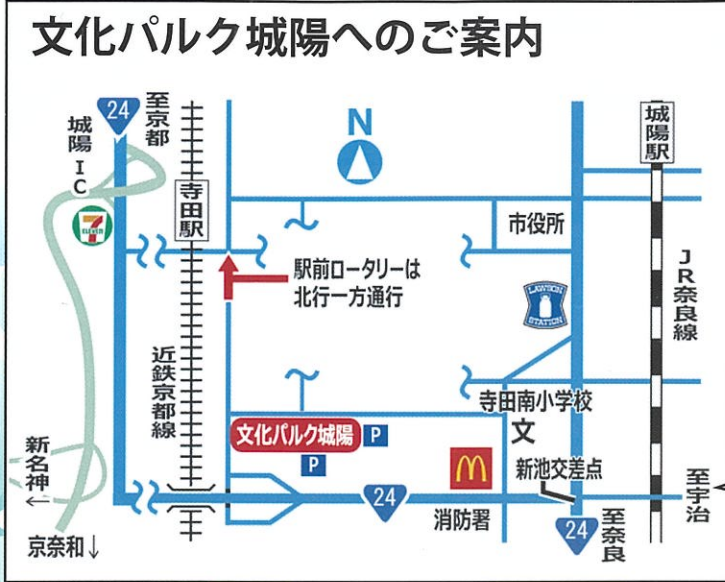 文化パルク城陽へのご案内
24
至京都
城陽IC
7
ELEVEN
寺田駅
N
城陽駅
市役所
駅前ロータリーは
北行一方通行
LAWSON
STATION
JR奈良線
近鉄京都線
寺田南小学校
文
文化パルク城陽
P
P
新池交差点
新名神←
京奈和↓
24
消防署
24
至奈良
至宇治